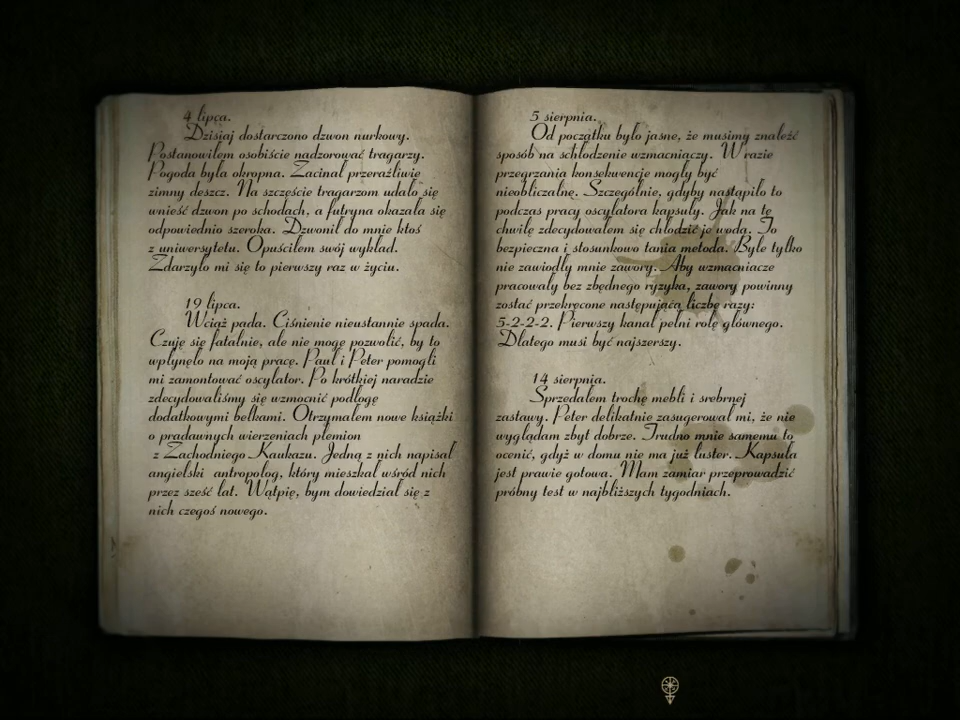 4 lipca.
Dzisiaj dostarczono dzwon nurkowy.
Postanowiłem osobiście nadzorować tragarzy.
Pogoda była okropna. Zacinał przeraźliwie
zimny deszcz. Na szczęście tragarzom udało się
wnieść dzwon po schodach, a futryna okazała się
odpowiednio szeroka. Dzwonił do mnie ktoś
z uniwersytetu. Opuściłem swój wykład.
Zdarzyło mi się to pierwszy raz w życiu.
19 lipca.
Wciąż pada. Ciśnienie nieustannie spada.
Czuję się fatalnie, ale nie mogę pozwolić, by to
wpłynęło na moją pracę. Paul i Peter pomogli
mi zamontować oscylator. Po krótkiej naradzie
zdecydowaliśmy się wzmocnić podłogę
dodatkowymi belkami. Otrzymałem nowe książki
o pradawnych wierzeniach plemion
z Zachodniego Kaukazu. Jedną z nich napisał
angielski antropolog, który mieszkał wśród nich
przez sześć lat. Wątpię, bym dowiedział się z
nich czegoś nowego.
5 sierpnia.
Od początku było jasne, że musimy znaleźć
sposób na schłodzenie wzmacniaczy. W razie
przegrzania konsekwencje mogły być
nieobliczalne. Szczególnie, gdyby nastąpiło to
podczas pracy oscylatora kapsuły. Jak na tę
chwilę zdecydowałem się chłodzić je wodą. To
bezpieczna i stosunkowo tania metoda. Byle tylko
nie zawiodły mnie zawory. Aby wzmacniacze
pracowały bez zbędnego ryzyka, zawory powinny
zostać przekręcone następującą liczbę razy:
5-2-2-2. Pierwszy kanał pełni rolę głównego.
Dlatego musi być najszerszy.
14 sierpnia.
Sprzedałem trochę mebli i srebrnej
zastawy. Peter delikatnie zasugerował mi, że nie
wyglądam zbyt dobrze. Trudno mnie samemu to
ocenić, gdyż w domu nie ma już luster. Kapsuła
jest prawie gotowa. Mam zamiar przeprowadzić
próbny test w najbliższych tygodniach.